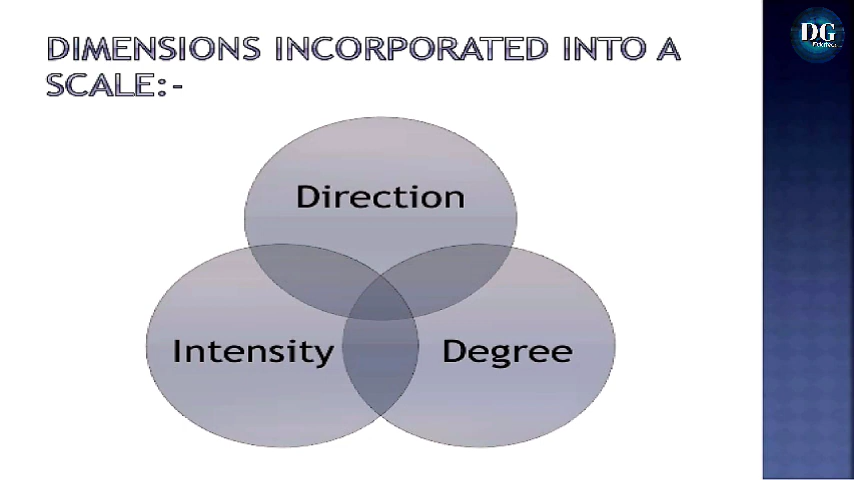 DIMENSIONS INCORPORATED INTO A
SCALE:-
DG
Direction
Intensity
Degree